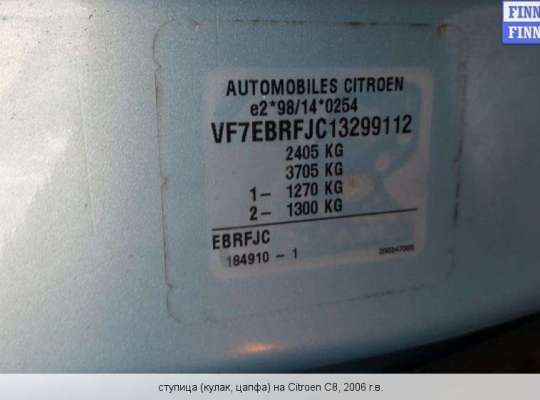 FINN
FINN
AUTOMOBILES CITROEN
e2*98/14*0254
VF7EBRFJC13299112
2405 KG
3705 KG
1- 1270 KG
2- 1300 KG
EBRFJC
184910 - 1
ступица (кулак, цапфа) на Citroen C8, 2006 г.в.